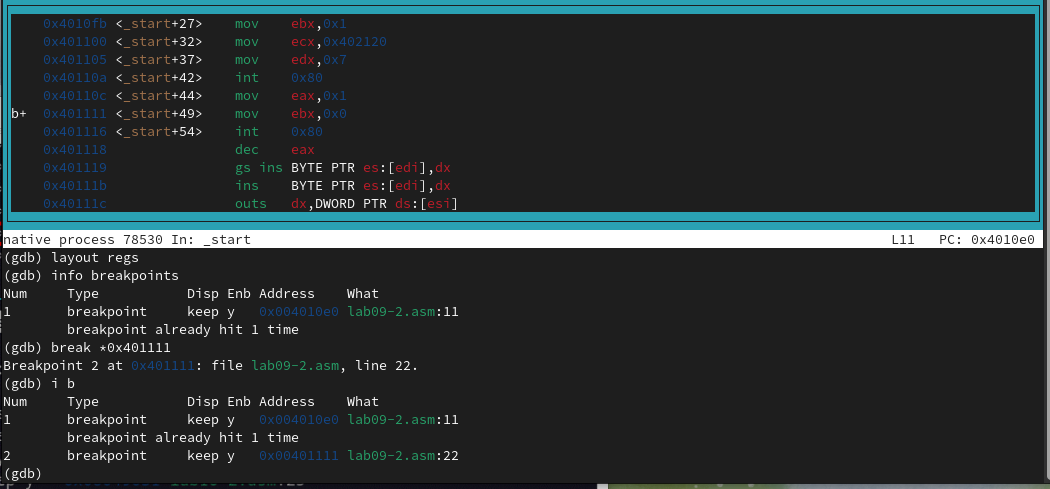 0x4010fb <_start+27> mov ebx,0x1
0x401100 <_start+32> mov ecx,0x402120
0x401105 <_start+37> mov edx,0x7
0x40110a <_start+42> int 0x80
0x40110c <_start+44> mov eax,0x1
b+ 0x401111 <_start+49> mov ebx,0x0
0x401116 <_start+54> int 0x80
0x401118 dec eax
0x401119 gs ins BYTE PTR es:[edi],dx
0x40111b ins BYTE PTR es:[edi],dx
0x40111c outs dx,DWORD PTR ds:[esi]
native process 78530 In: _start L11 PC: 0x4010e0
(gdb) layout regs
(gdb) info breakpoints
Num Type Disp Enb Address What
1 breakpoint keep y 0x004010e0 lab09-2.asm:11
breakpoint already hit 1 time
(gdb) break *0x401111
Breakpoint 2 at 0x401111: file lab09-2.asm, line 22.
(gdb) i b
Num Type Disp Enb Address What
1 breakpoint keep y 0x004010e0 lab09-2.asm:11
breakpoint already hit 1 time
2 breakpoint keep y 0x00401111 lab09-2.asm:22
(gdb)